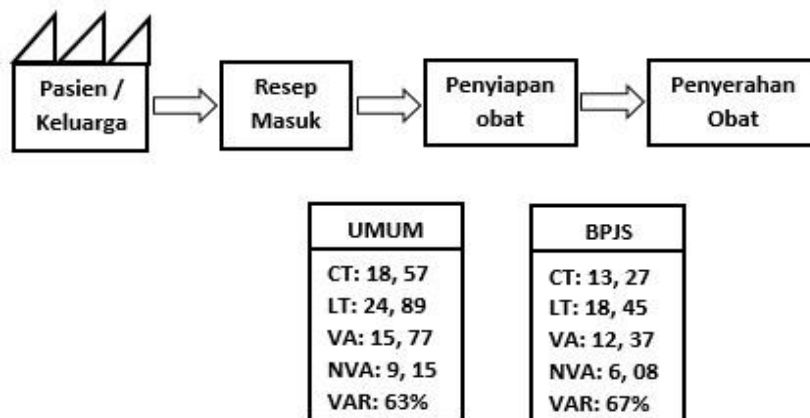 Pasien /
Keluarga
Resep
Masuk
Penyiapan
obat
Penyerahan
Obat
UMUM
CT: 18, 57
LT: 24, 89
VA: 15, 77
NVA: 9, 15
VAR: 63%
BPJS
CT: 13, 27
LT: 18, 45
VA: 12, 37
NVA: 6, 08
VAR: 67%